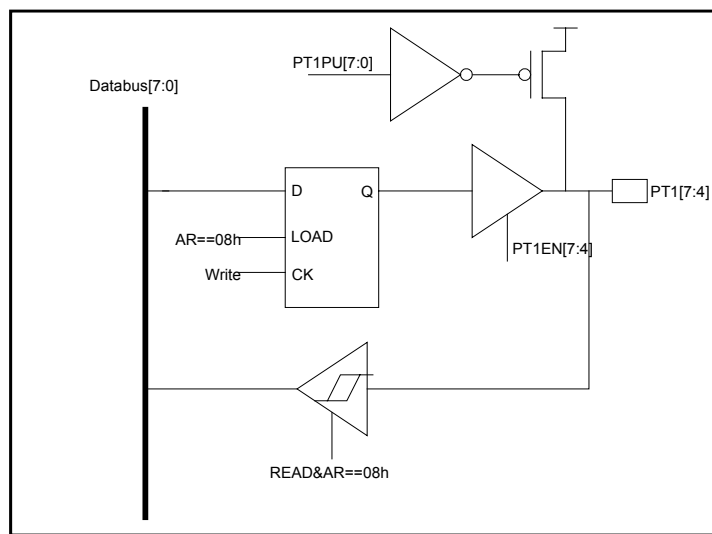 PT1PU[7:0]
Databus[7:0]
D
Q
PT1[7:4]
AR==08h
LOAD
PT1EN[7:4]
Write
CK
READ&AR==08h